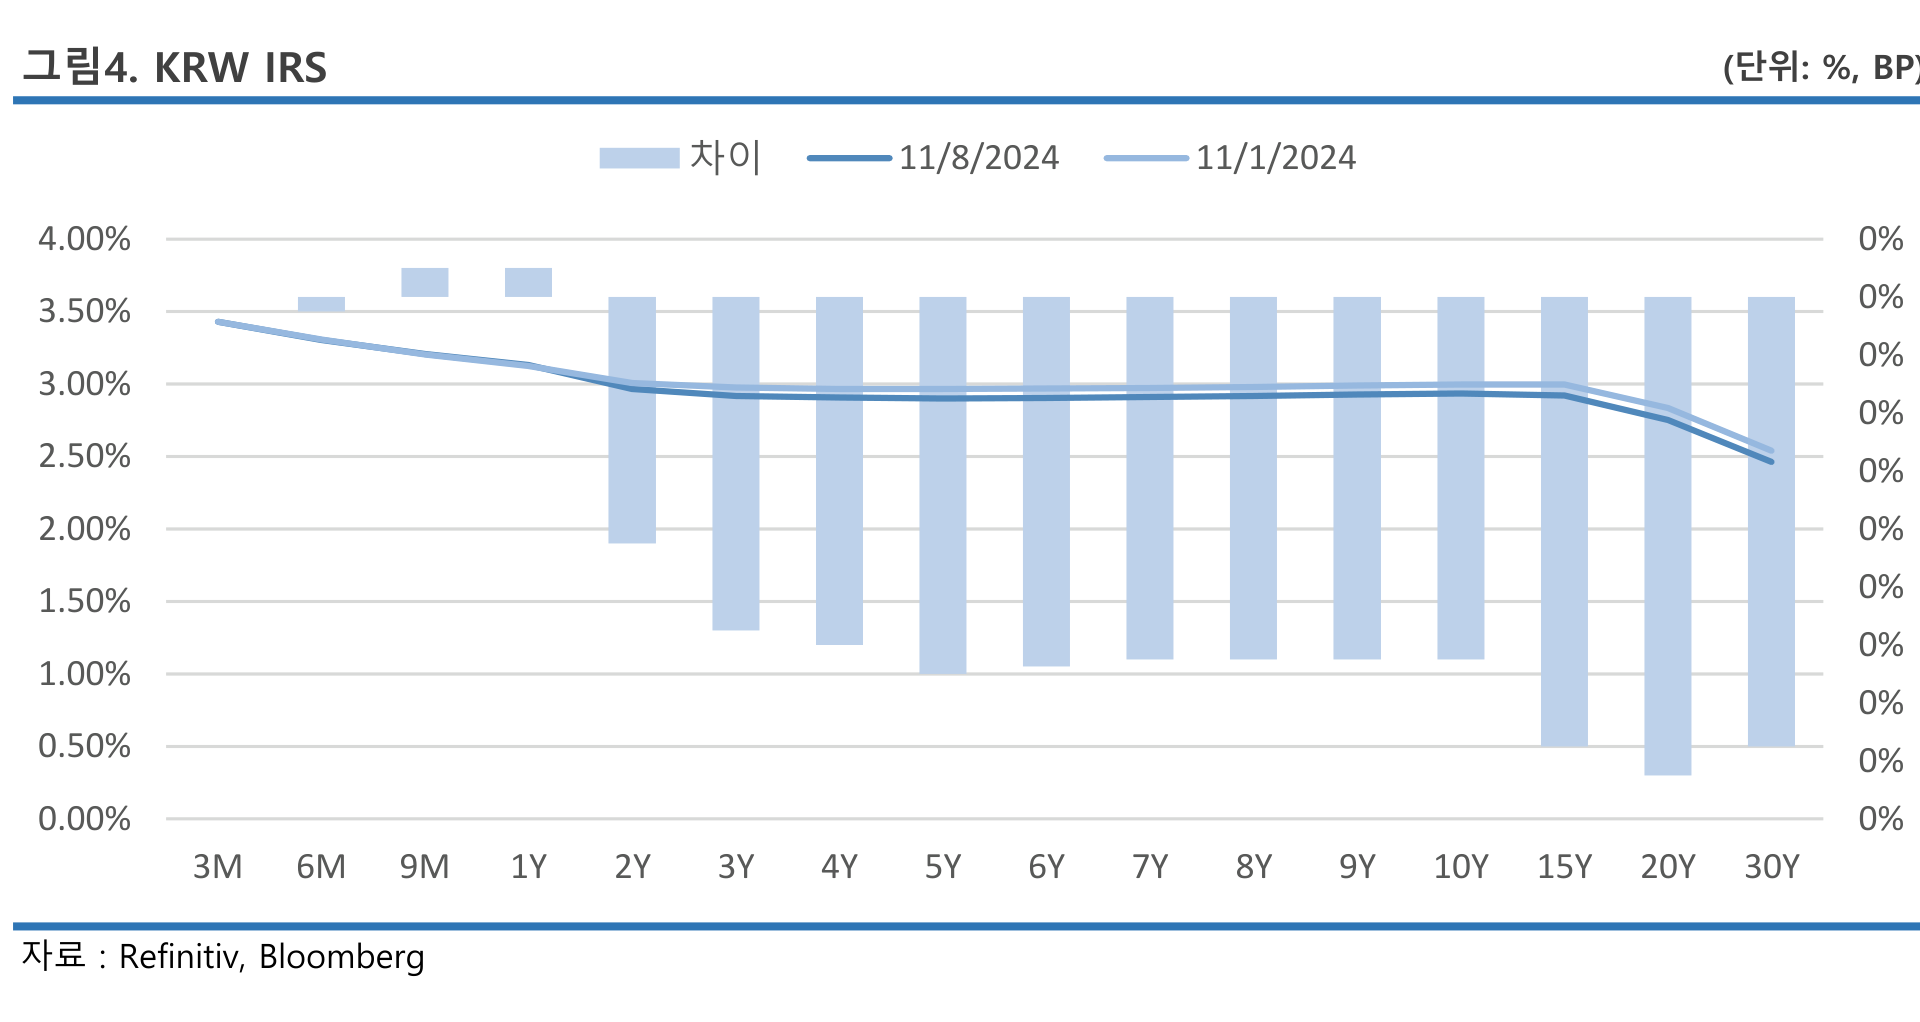 그림4. KRW IRS
(단위: %, BP)
차이 11/8/2024 11/1/2024
4.00% 0%
3.50% 0%
3.00% 0%
2.50% 0%
2.00% 0%
1.50% 0%
1.00% 0%
0.50% 0%
0.00% 0%
0%
0%
3M 6M 9M 1Y 2Y 3Y 4Y 5Y 6Y 7Y 8Y 9Y 10Y 15Y 20Y 30Y
자료 : Refinitiv, Bloomberg